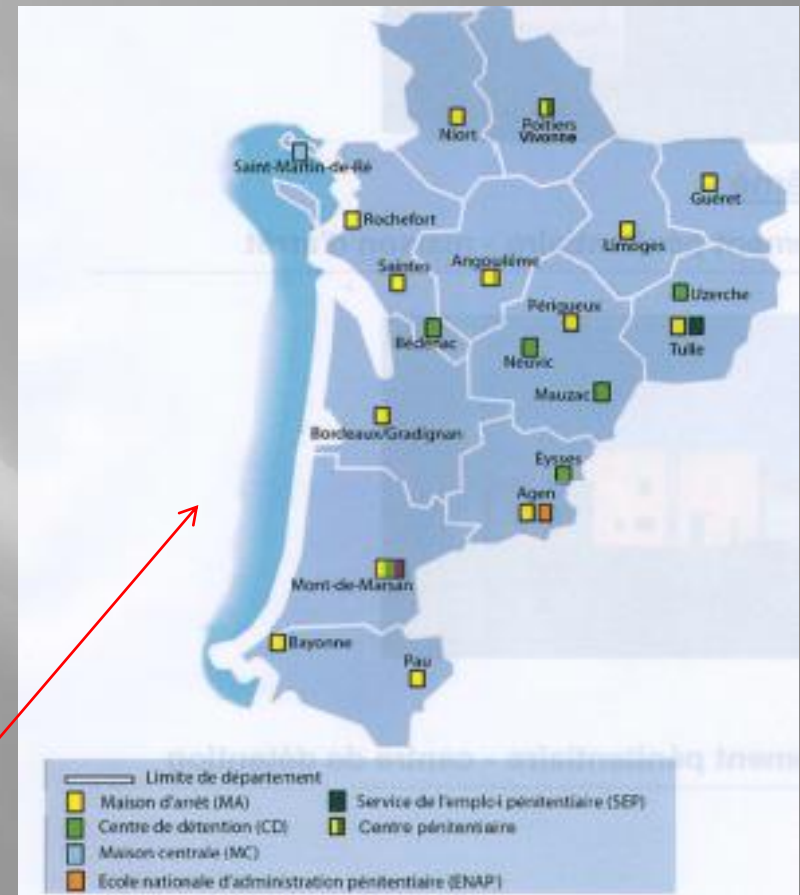 Niort
Poitiers
Vivonne
Saint-Martin-de-Ré
Guéret
Rochefort
Limoges
Saintes
Angoulême
Uzerche
Périgueux
Bédenac
Tulle
Neuvic
Mauzac
Bordeaux/Gradignan
Eysses
Agen
Mont-de-Marsan
Bayonne
Pau
Limite de département
Maison d'arrêt (MA)
Service de l'emploi pénitentiaire (SEP)
Centre de détention (CD)
Centre pénitentiaire
Maison centrale (MC)
Ecole nationale d'administration pénitentiaire (ENAP)